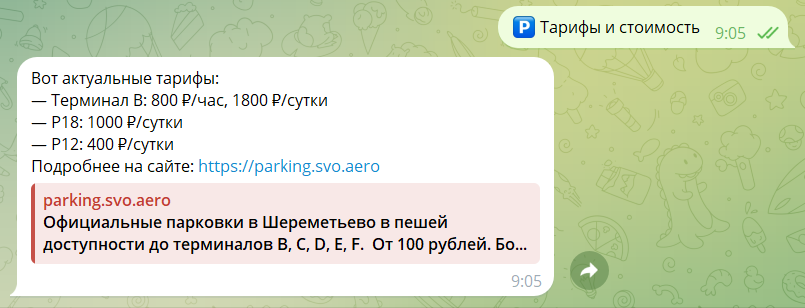 🅿️ Тарифы и стоимость 9:05
Вот актуальные тарифы:
— Терминал B: 800 ₽/час, 1800 ₽/сутки
— P18: 1000 ₽/сутки
— P12: 400 ₽/сутки
Подробнее на сайте: https://parking.svo.aero
parking.svo.aero
Официальные парковки в Шереметьево в пешей
доступности до терминалов B, C, D, E, F. От 100 рублей. Бо...
9:05